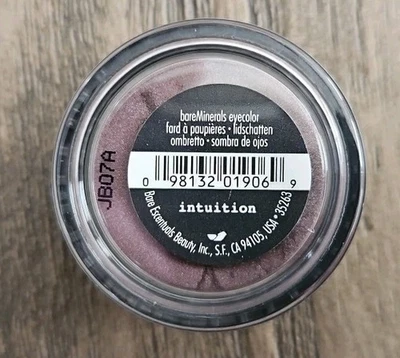 bareMinerals eyecolor
fard à paupières • lidschatten
ombretto • sombra de ojos
0 98132 01906 9
intuition
Bare Escentuals Beauty, Inc., S.F., CA 94105, USA • 35263
JB07A